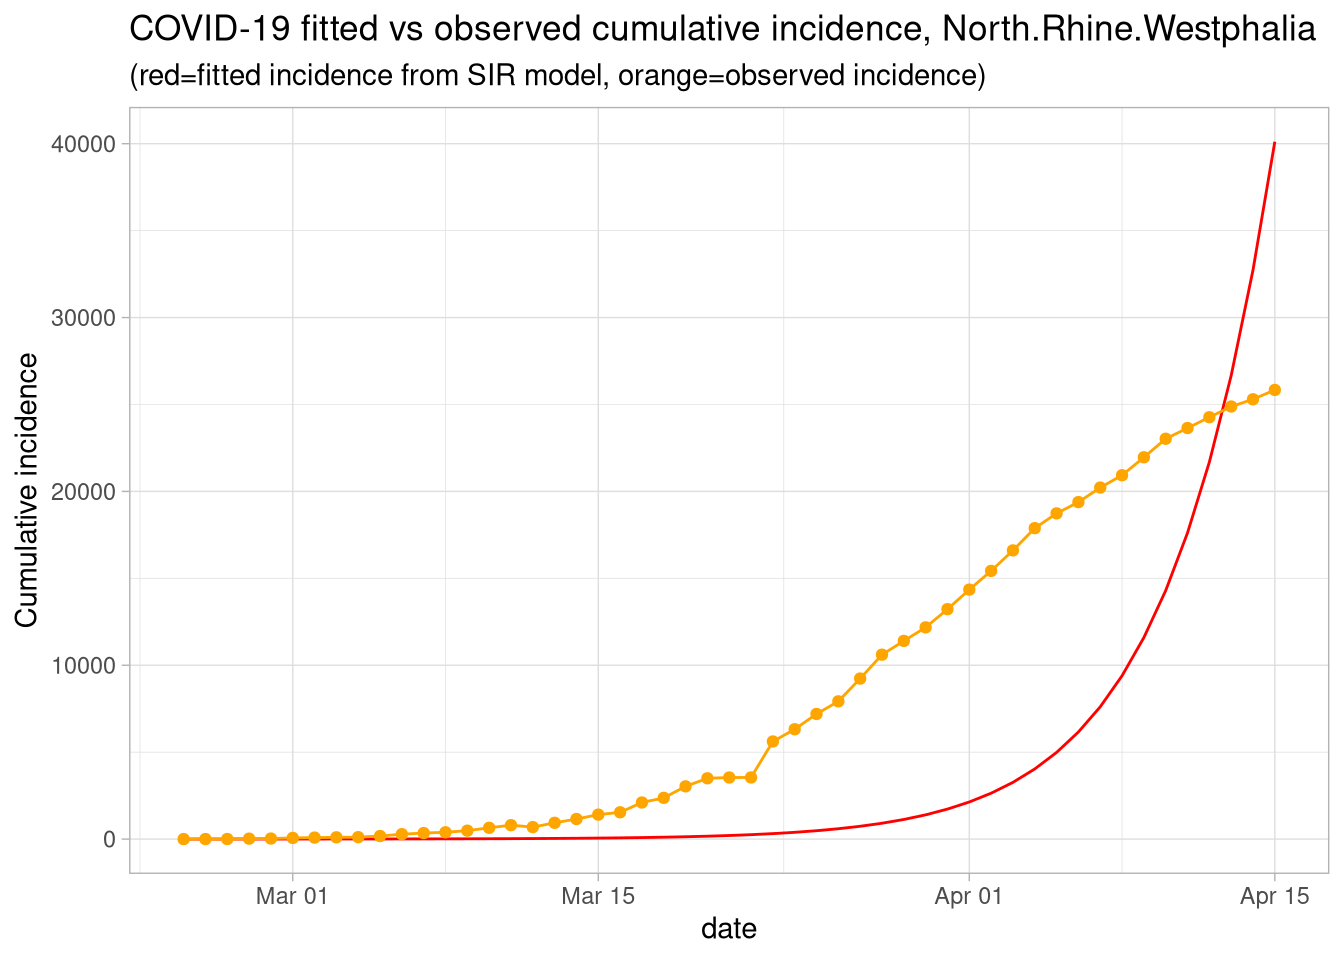 COVID-19 fitted vs observed cumulative incidence, North.Rhine.Westphalia
(red=fitted incidence from SIR model, orange=observed incidence)
40000
30000
20000
10000
0
Cumulative incidence
Mar 01
Mar 15
Apr 01
Apr 15
date